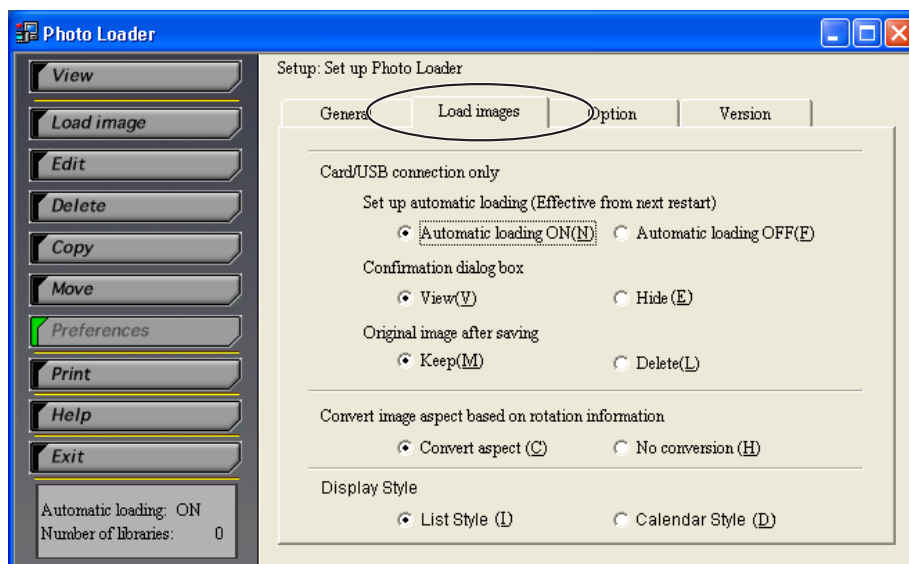 Photo Loader
View
Load image
Edit
Delete
Copy
Move
Preferences
Print
Help
Exit
Automatic loading: ON
Number of libraries: 0
Setup: Set up Photo Loader
General Load images Option Version
Card/USB connection only
Set up automatic loading (Effective from next restart)
Automatic loading ON(N) Automatic loading OFF(F)
Confirmation dialog box
View(V) Hide (E)
Original image after saving
Keep(M) Delete(L)
Convert image aspect based on rotation information
Convert aspect (C) No conversion (H)
Display Style
List Style (I) Calendar Style (D)